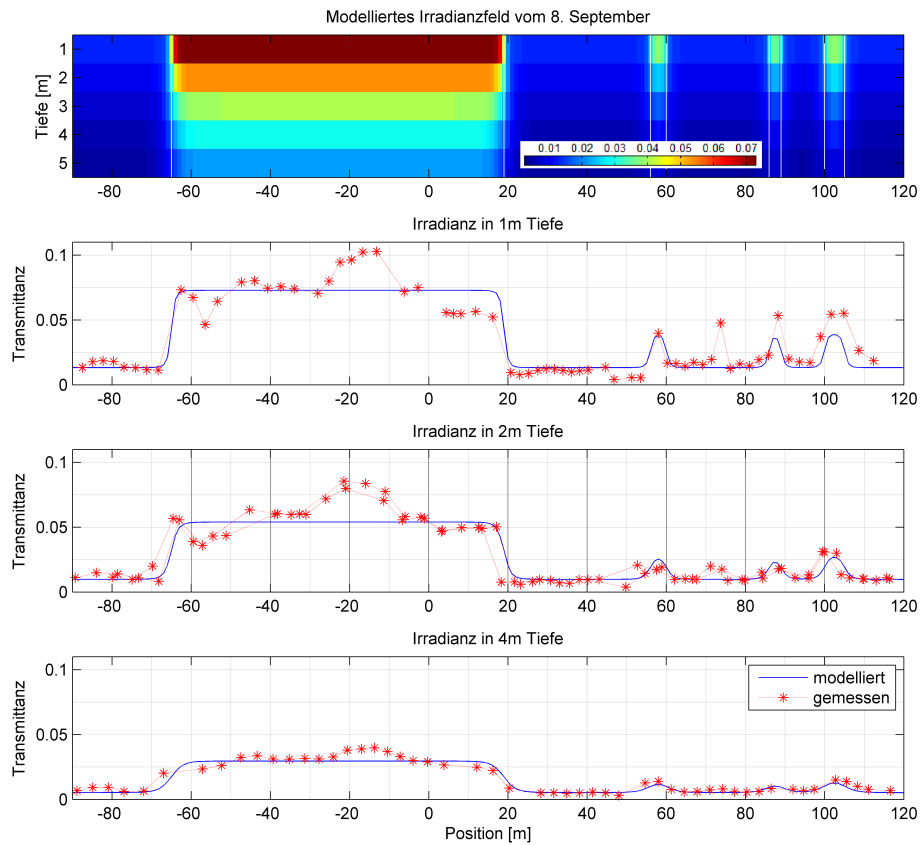 Modelliertes Irradianzfeld vom 8. September
Tiefe [m]
1
2
3
4
5
0.01 0.02 0.03 0.04 0.05 0.06 0.07
-80 -60 -40 -20 0 20 40 60 80 100 120
Irradianz in 1m Tiefe
Transmittanz
0.1
0.05
0
-80 -60 -40 -20 0 20 40 60 80 100 120
Irradianz in 2m Tiefe
Transmittanz
0.1
0.05
0
-80 -60 -40 -20 0 20 40 60 80 100 120
Irradianz in 4m Tiefe
Transmittanz
0.1
0.05
0
modelliert
gemessen
-80 -60 -40 -20 0 20 40 60 80 100 120
Position [m]